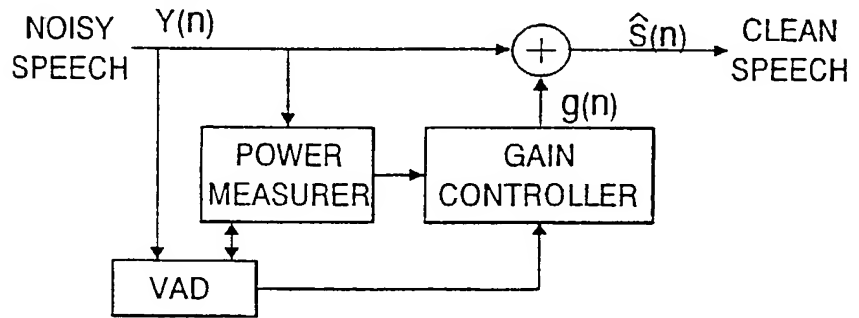 NOISY
SPEECH
Y(n)
+
Ŝ(n)
CLEAN
SPEECH
g(n)
POWER
MEASURER
GAIN
CONTROLLER
VAD